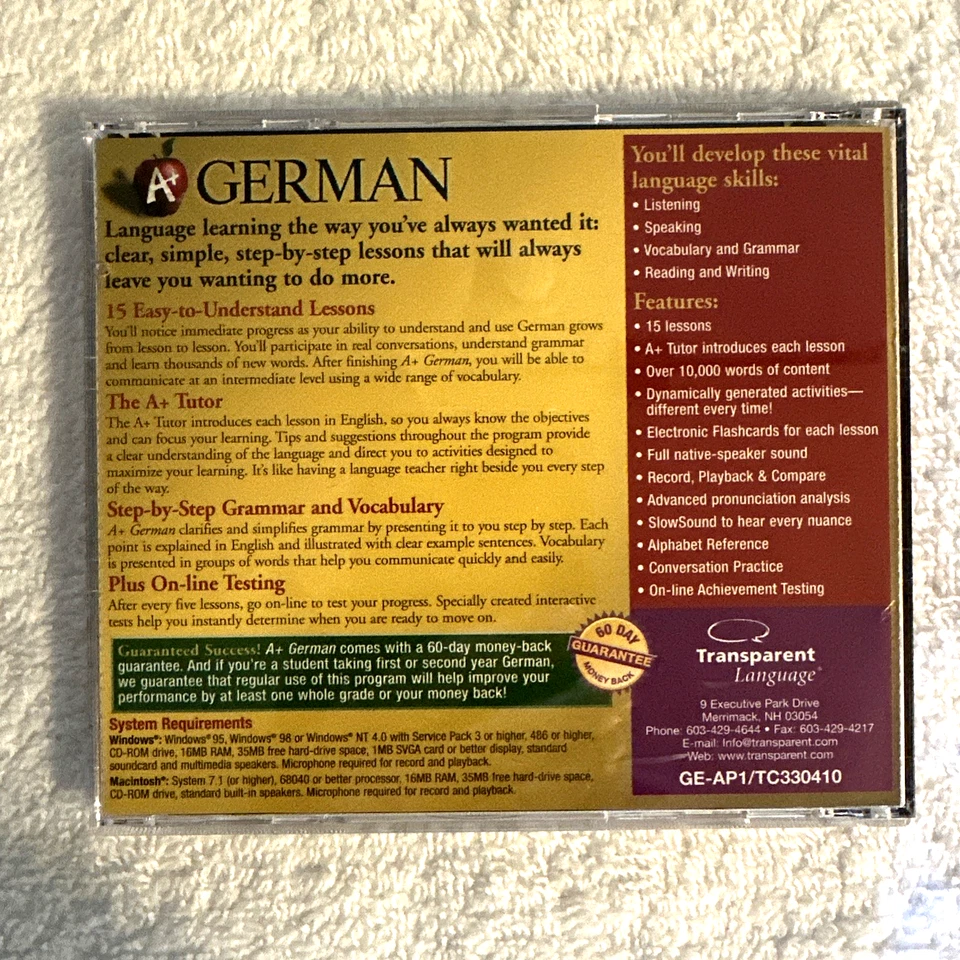 A+ GERMAN
Language learning the way you've always wanted it:
clear, simple, step-by-step lessons that will always
leave you wanting to do more.
15 Easy-to-Understand Lessons
You'll notice immediate progress as your ability to understand and use German grows
from lesson to lesson. You'll participate in real conversations, understand grammar
and learn thousands of new words. After finishing A+ German, you will be able to
communicate at an intermediate level using a wide range of vocabulary.
The A+ Tutor
The A+ Tutor introduces each lesson in English, so you always know the objectives
and can focus your learning. Tips and suggestions throughout the program provide
a clear understanding of the language and direct you to activities designed to
maximize your learning. It's like having a language teacher right beside you every step
of the way.
Step-by-Step Grammar and Vocabulary
A+ German clarifies and simplifies grammar by presenting it to you step by step. Each
point is explained in English and illustrated with clear example sentences. Vocabulary
is presented in groups of words that help you communicate quickly and easily.
Plus On-line Testing
After every five lessons, go on-line to test your progress. Specially created interactive
tests help you instantly determine when you are ready to move on.
Guaranteed Success! A+ German comes with a 60-day money-back
guarantee. And if you're a student taking first or second year German,
we guarantee that regular use of this program will help improve your
performance by at least one whole grade or your money back!
60 DAY
GUARANTEE
MONEY BACK
System Requirements
Windows®: Windows® 95, Windows® 98 or Windows® NT 4.0 with Service Pack 3 or higher, 486 or higher,
CD-ROM drive, 16MB RAM, 35MB free hard-drive space, 1MB SVGA card or better display, standard
soundcard and multimedia speakers. Microphone required for record and playback.
Macintosh®: System 7.1 (or higher), 68040 or better processor, 16MB RAM, 35MB free hard-drive space,
CD-ROM drive, standard built-in speakers. Microphone required for record and playback.
You'll develop these vital
language skills:
• Listening
• Speaking
• Vocabulary and Grammar
• Reading and Writing
Features:
• 15 lessons
• A+ Tutor introduces each lesson
• Over 10,000 words of content
• Dynamically generated activities—
different every time!
• Electronic Flashcards for each lesson
• Full native-speaker sound
• Record, Playback & Compare
• Advanced pronunciation analysis
• SlowSound to hear every nuance
• Alphabet Reference
• Conversation Practice
• On-line Achievement Testing
Transparent
Language®
9 Executive Park Drive
Merrimack, NH 03054
Phone: 603-429-4644 • Fax: 603-429-4217
E-mail: Info@transparent.com
Web: www.transparent.com
GE-AP1/TC330410